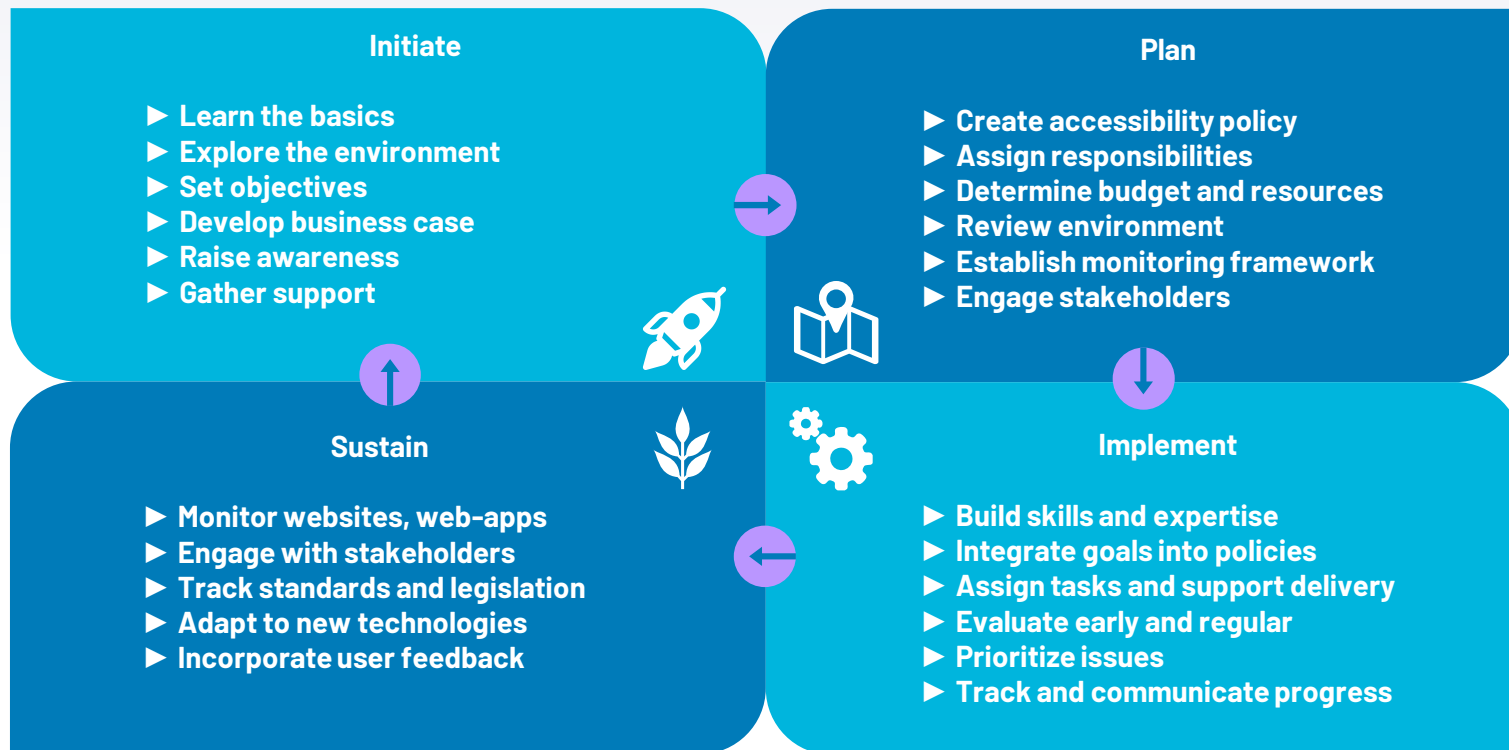 Initiate
► Learn the basics
► Explore the environment
► Set objectives
► Develop business case
► Raise awareness
► Gather support
Plan
► Create accessibility policy
► Assign responsibilities
► Determine budget and resources
► Review environment
► Establish monitoring framework
► Engage stakeholders
Implement
► Build skills and expertise
► Integrate goals into policies
► Assign tasks and support delivery
► Evaluate early and regular
► Prioritize issues
► Track and communicate progress
Sustain
► Monitor websites, web-apps
► Engage with stakeholders
► Track standards and legislation
► Adapt to new technologies
► Incorporate user feedback